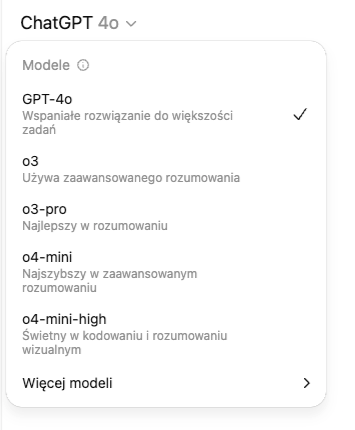 ChatGPT 4o
Modele
GPT-4o
Wspaniałe rozwiązanie do większości
zadań
o3
Używa zaawansowanego rozumowania
o3-pro
Najlepszy w rozumowaniu
o4-mini
Najszybszy w zaawansowanym
rozumowaniu
o4-mini-high
Świetny w kodowaniu i rozumowaniu
wizualnym
Więcej modeli